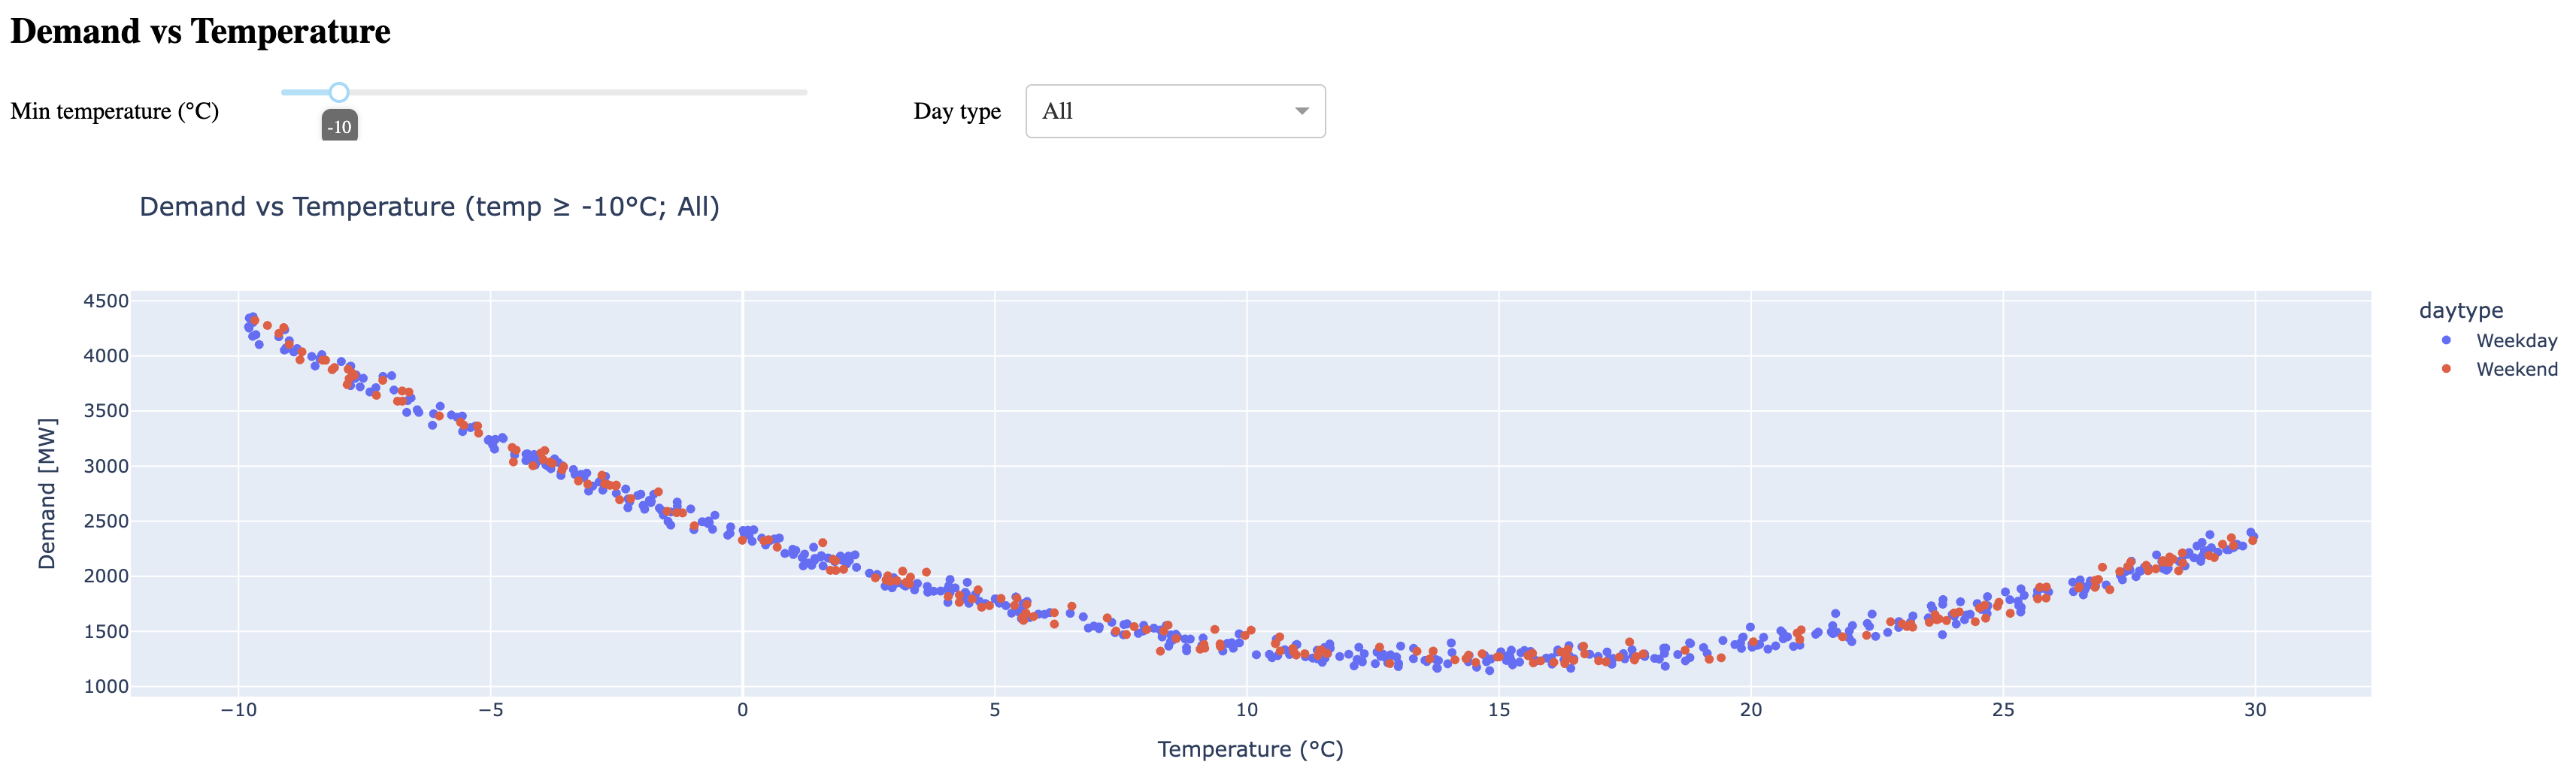 Demand vs Temperature
Min temperature (°C)
-10
Day type
All
Demand vs Temperature (temp ≥ -10°C; All)
4500
4000
3500
3000
2500
2000
1500
1000
Demand [MW]
−10
−5
0
5
10
15
20
25
30
Temperature (°C)
daytype
Weekday
Weekend